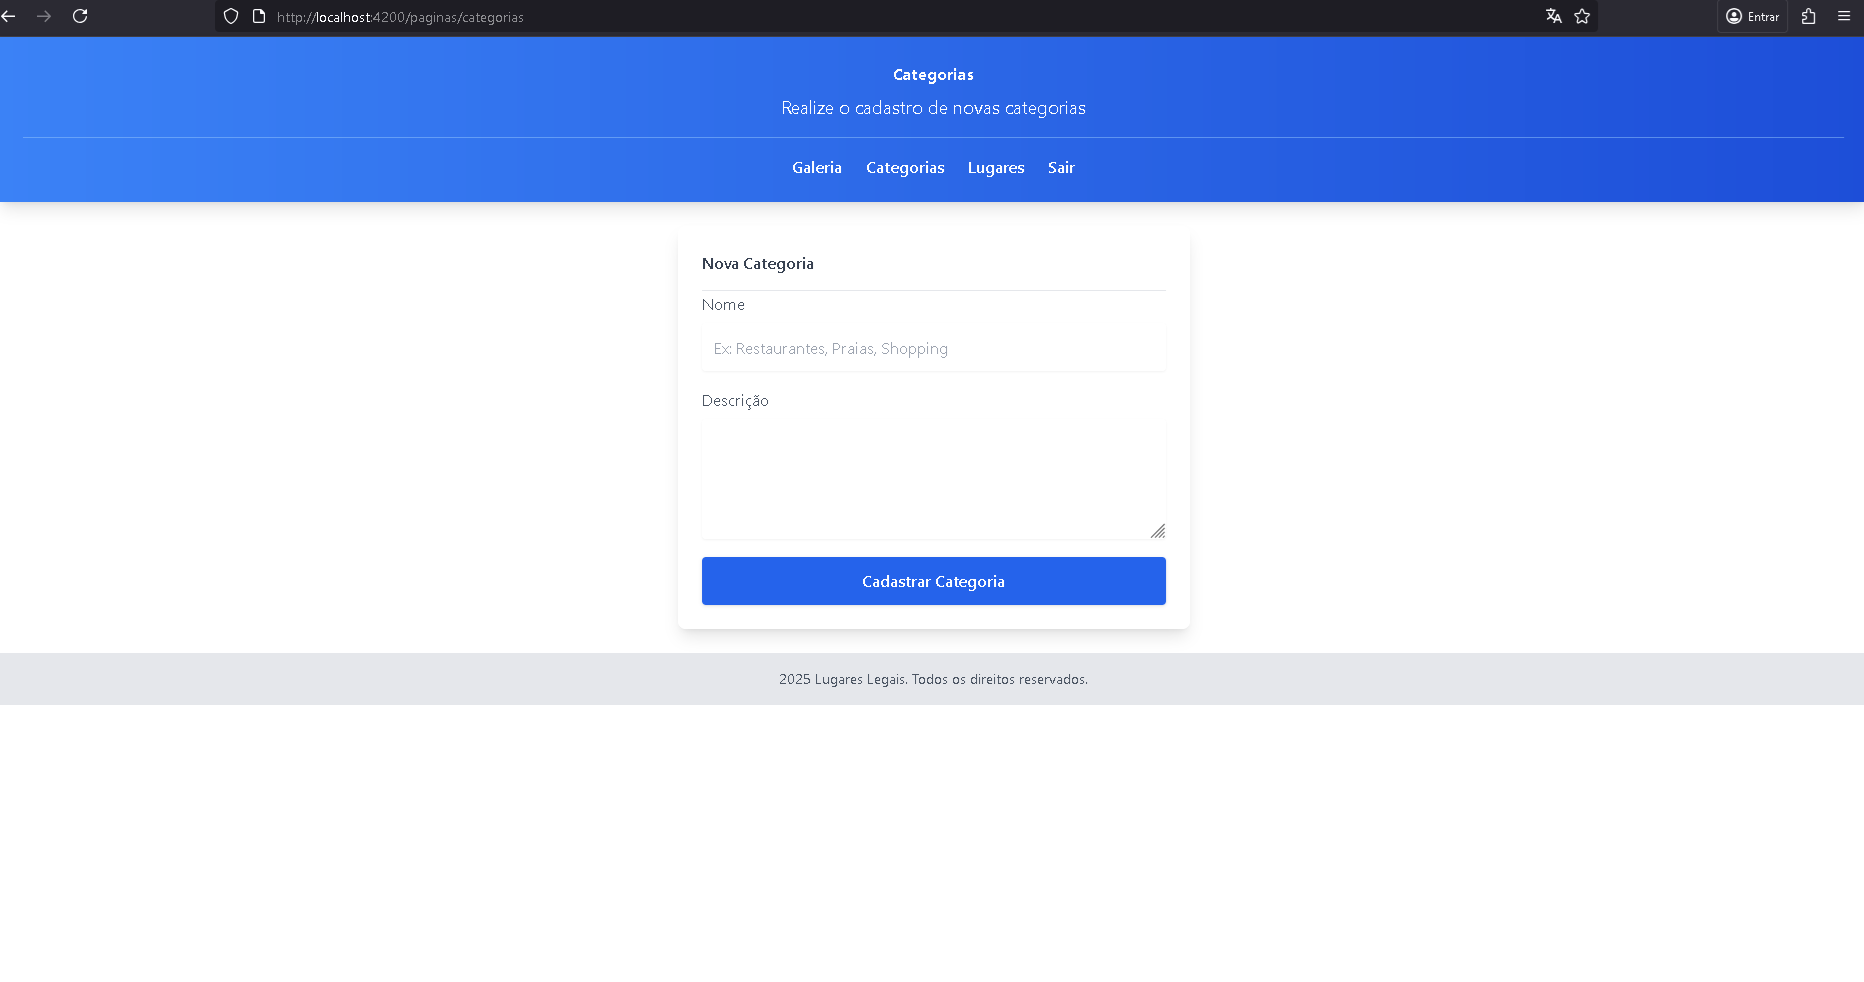 http://localhost:4200/paginas/categorias
Entrar
Categorias
Realize o cadastro de novas categorias
Galeria Categorias Lugares Sair
Nova Categoria
Nome
Ex: Restaurantes, Praias, Shopping
Descrição
Cadastrar Categoria
2025 Lugares Legais. Todos os direitos reservados.